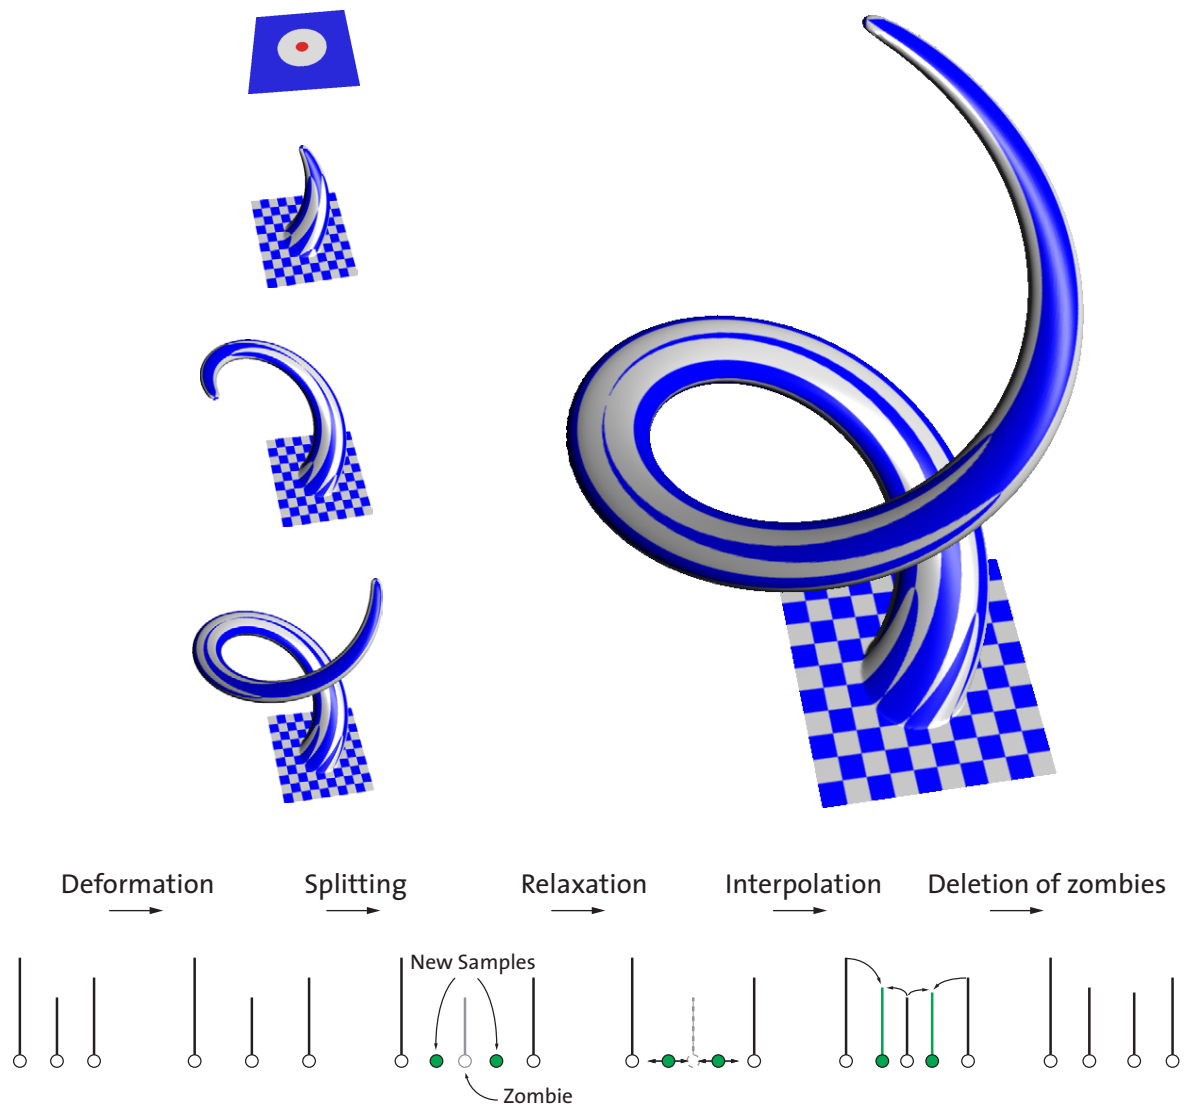 Deformation
Splitting
Relaxation
Interpolation
Deletion of zombies
New Samples
Zombie